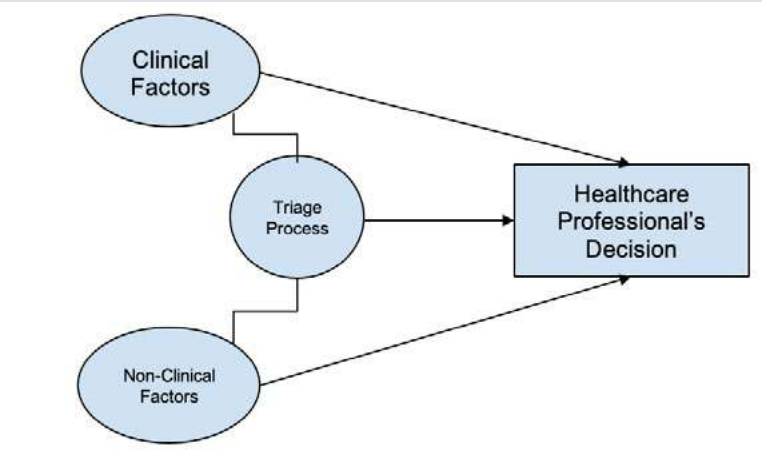 Clinical
Factors
Triage
Process
Healthcare
Professional's
Decision
Non-Clinical
Factors